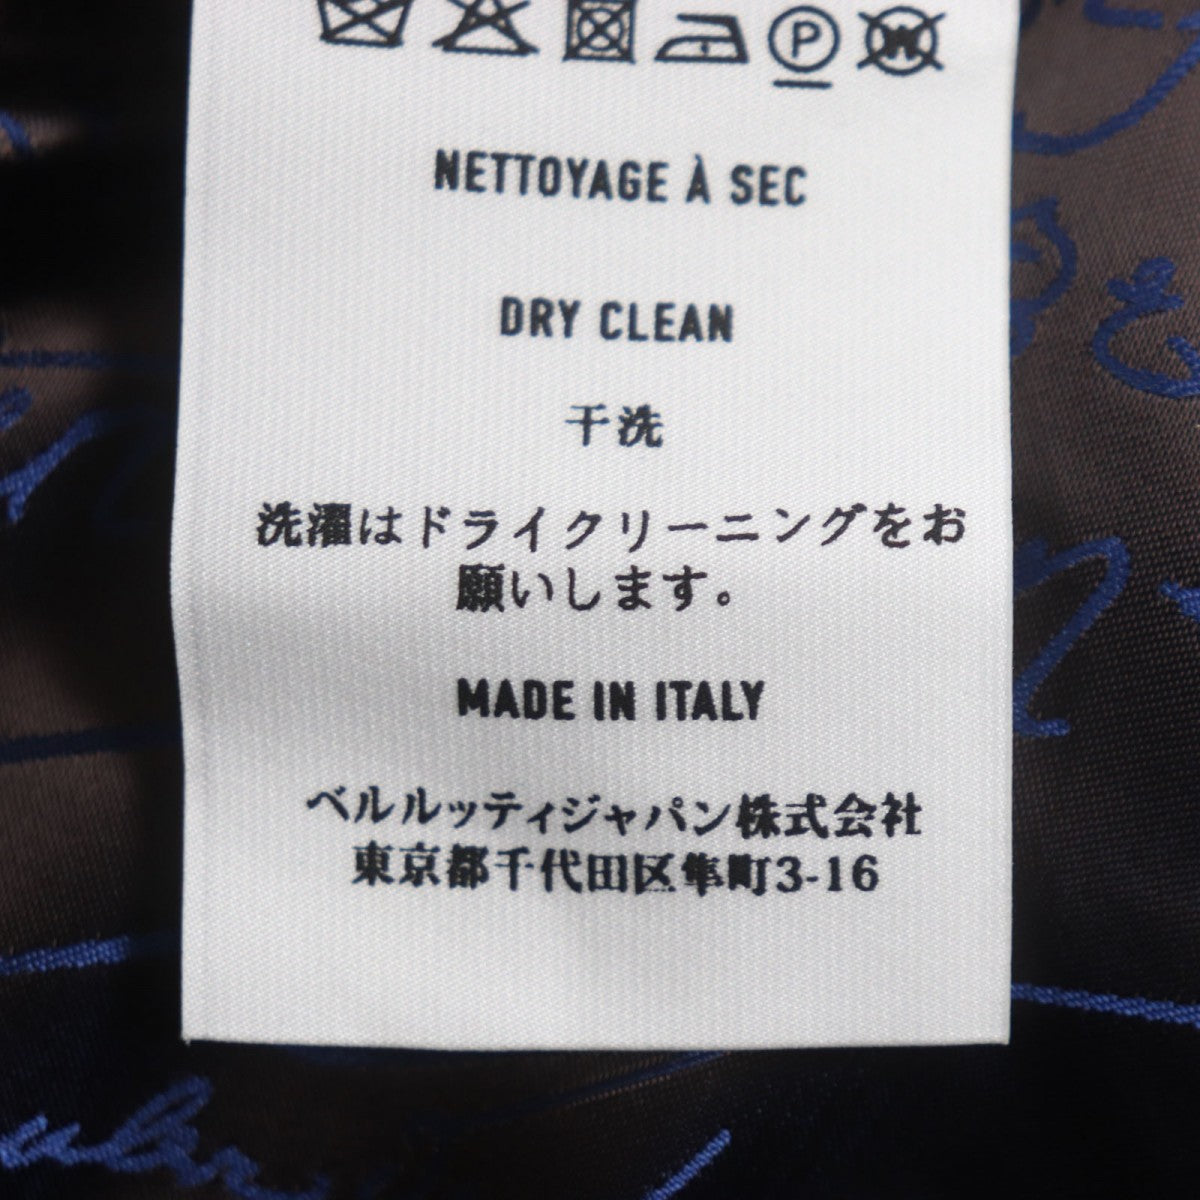 P
W
NETTOYAGE À SEC
DRY CLEAN
干洗
洗濯はドライクリーニングをお
願いします。
MADE IN ITALY
ベルルッティジャパン株式会社
東京都千代田区隼町3-16